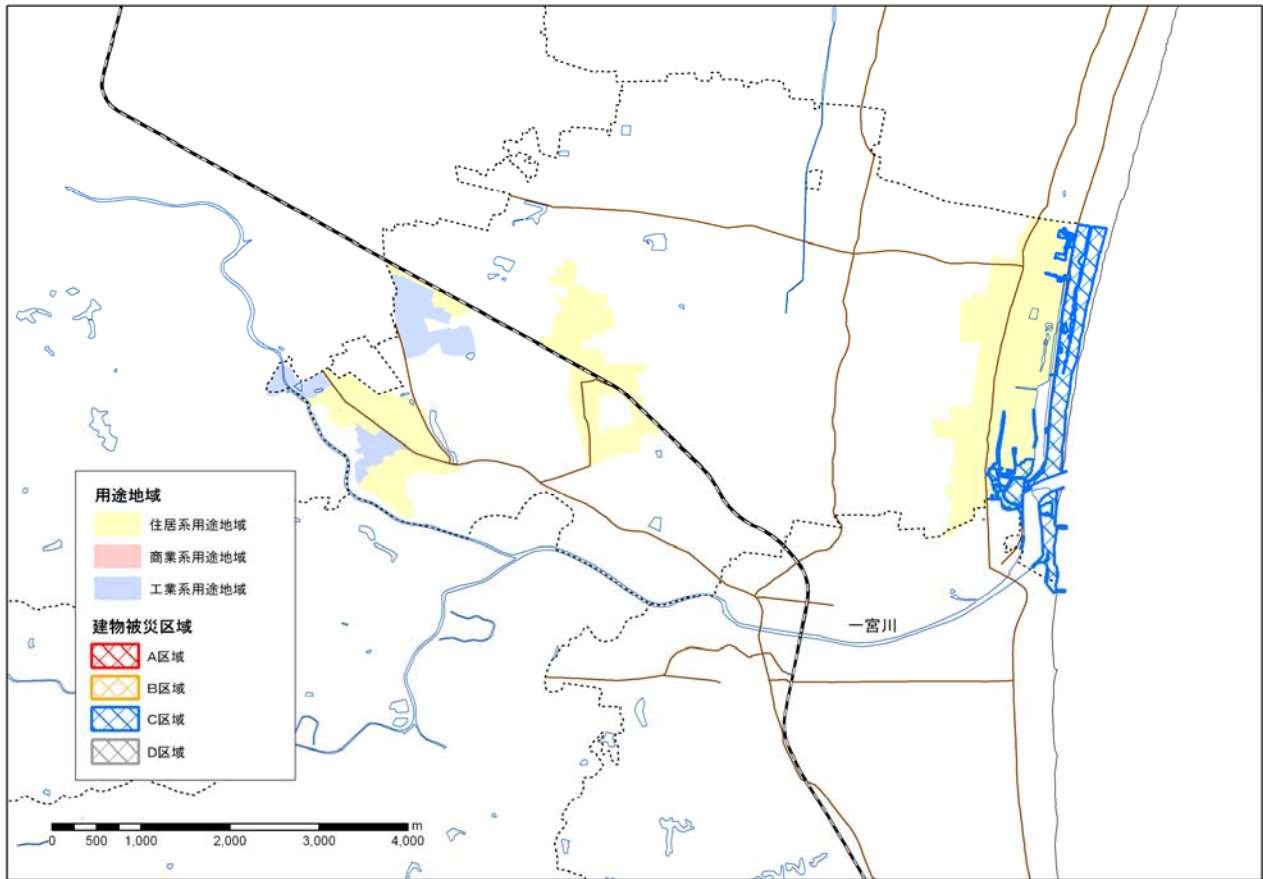 一宮川
用途地域
住居系用途地域
商業系用途地域
工業系用途地域
建物被災区域
A区域
B区域
C区域
D区域
m
0 500 1,000 2,000 3,000 4,000